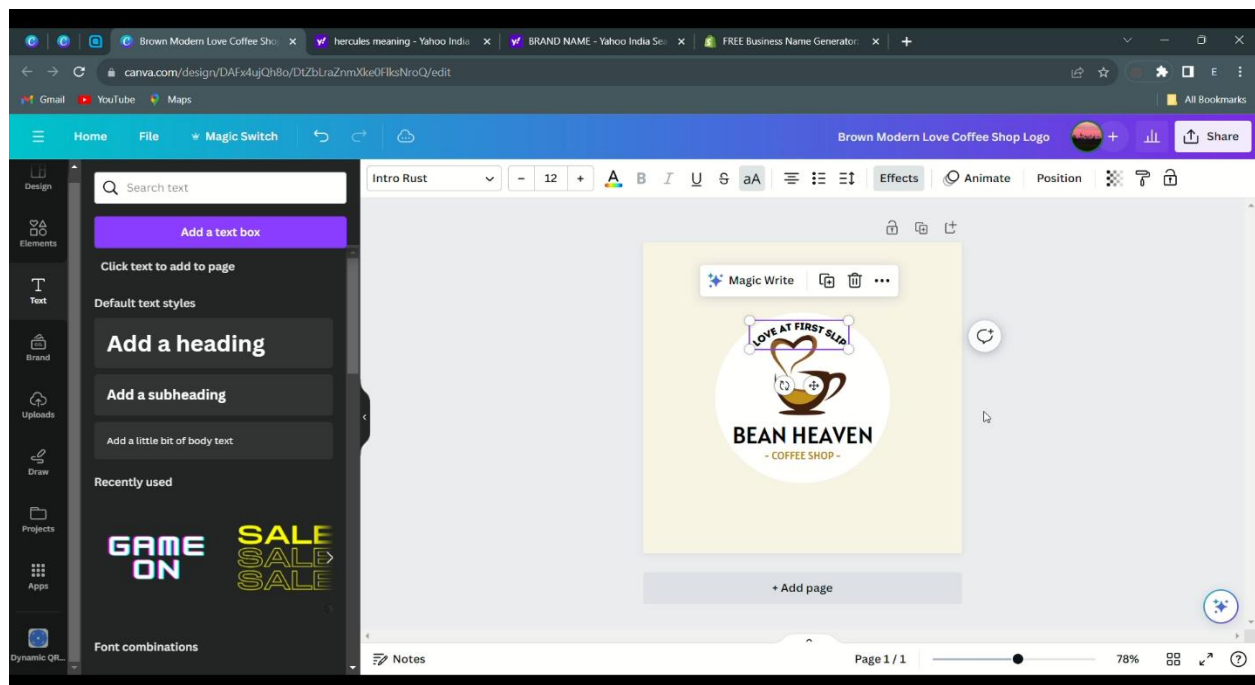 Brown Modern Love Coffee Sho
hercules meaning - Yahoo India
BRAND NAME - Yahoo India Sea
FREE Business Name Generator:
canva.com/design/DAFx4ujQh8o/DtZbLraZnmXke0FlksNroQ/edit
E
Gmail
YouTube
Maps
All Bookmarks
Home
File
Magic Switch
Brown Modern Love Coffee Shop Logo
Share
Design
Elements
Text
Brand
Uploads
Draw
Projects
Apps
Dynamic QR...
Search text
Add a text box
Click text to add to page
Default text styles
Add a heading
Add a subheading
Add a little bit of body text
Recently used
GAME
ON
SALE
SALE
SALE
Font combinations
Intro Rust
- 12 +
A B I U S aA
Effects
Animate
Position
Magic Write
LOVE AT FIRST SLIP
BEAN HEAVEN
- COFFEE SHOP -
+ Add page
Notes
Page 1 / 1
78%